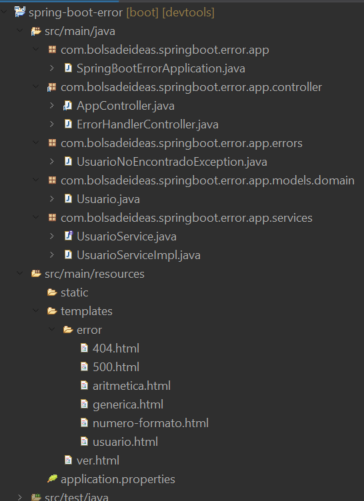 spring-boot-error [boot] [devtools]
src/main/java
com.bolsadeideas.springboot.error.app
SpringBootErrorApplication.java
com.bolsadeideas.springboot.error.app.controller
AppController.java
ErrorHandlerController.java
com.bolsadeideas.springboot.error.app.errors
UsuarioNoEncontradoException.java
com.bolsadeideas.springboot.error.app.models.domain
Usuario.java
com.bolsadeideas.springboot.error.app.services
UsuarioService.java
UsuarioServiceImpl.java
src/main/resources
static
templates
error
404.html
500.html
aritmetica.html
generica.html
numero-formato.html
usuario.html
ver.html
application.properties
src/test/java